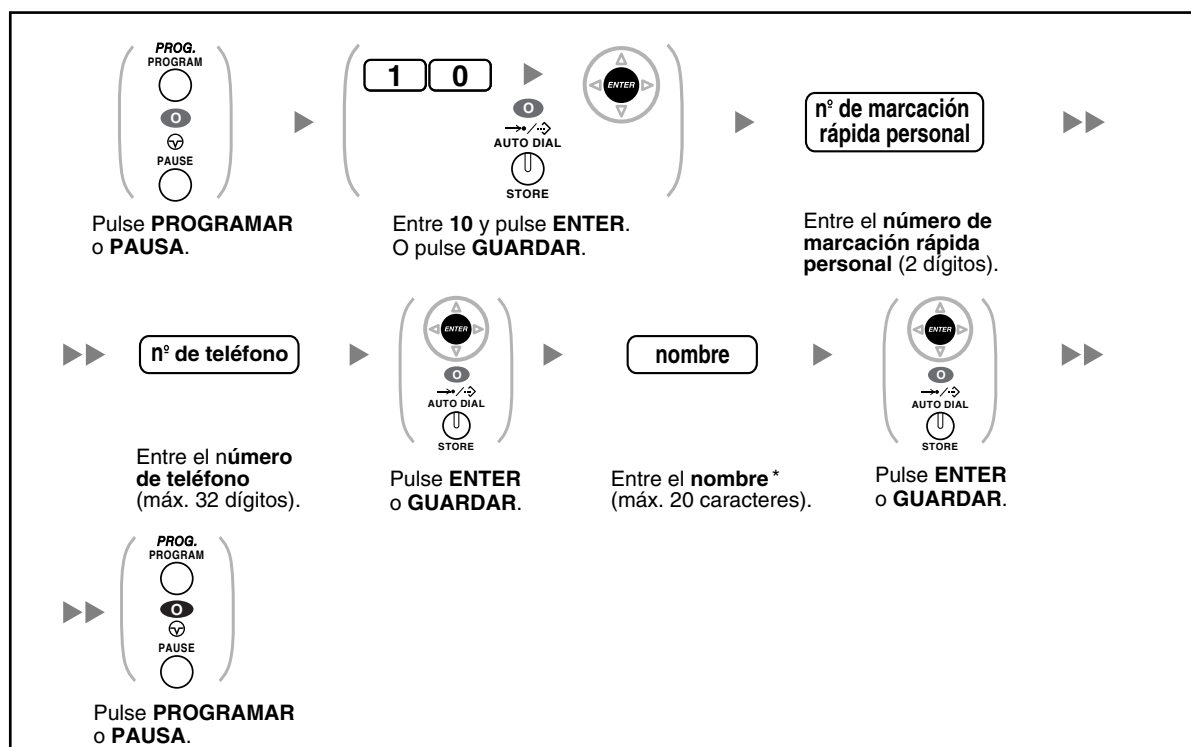 PROG.
PROGRAM
O
PAUSE
Pulse PROGRAMAR
o PAUSA.
1 0
ENTER
O
AUTO DIAL
STORE
Entre 10 y pulse ENTER.
O pulse GUARDAR.
nº de marcación
rápida personal
Entre el número de
marcación rápida
personal (2 dígitos).
nº de teléfono
Entre el número
de teléfono
(máx. 32 dígitos).
ENTER
O
AUTO DIAL
STORE
Pulse ENTER
o GUARDAR.
nombre
Entre el nombre*
(máx. 20 caracteres).
ENTER
O
AUTO DIAL
STORE
Pulse ENTER
o GUARDAR.
PROG.
PROGRAM
O
PAUSE
Pulse PROGRAMAR
o PAUSA.